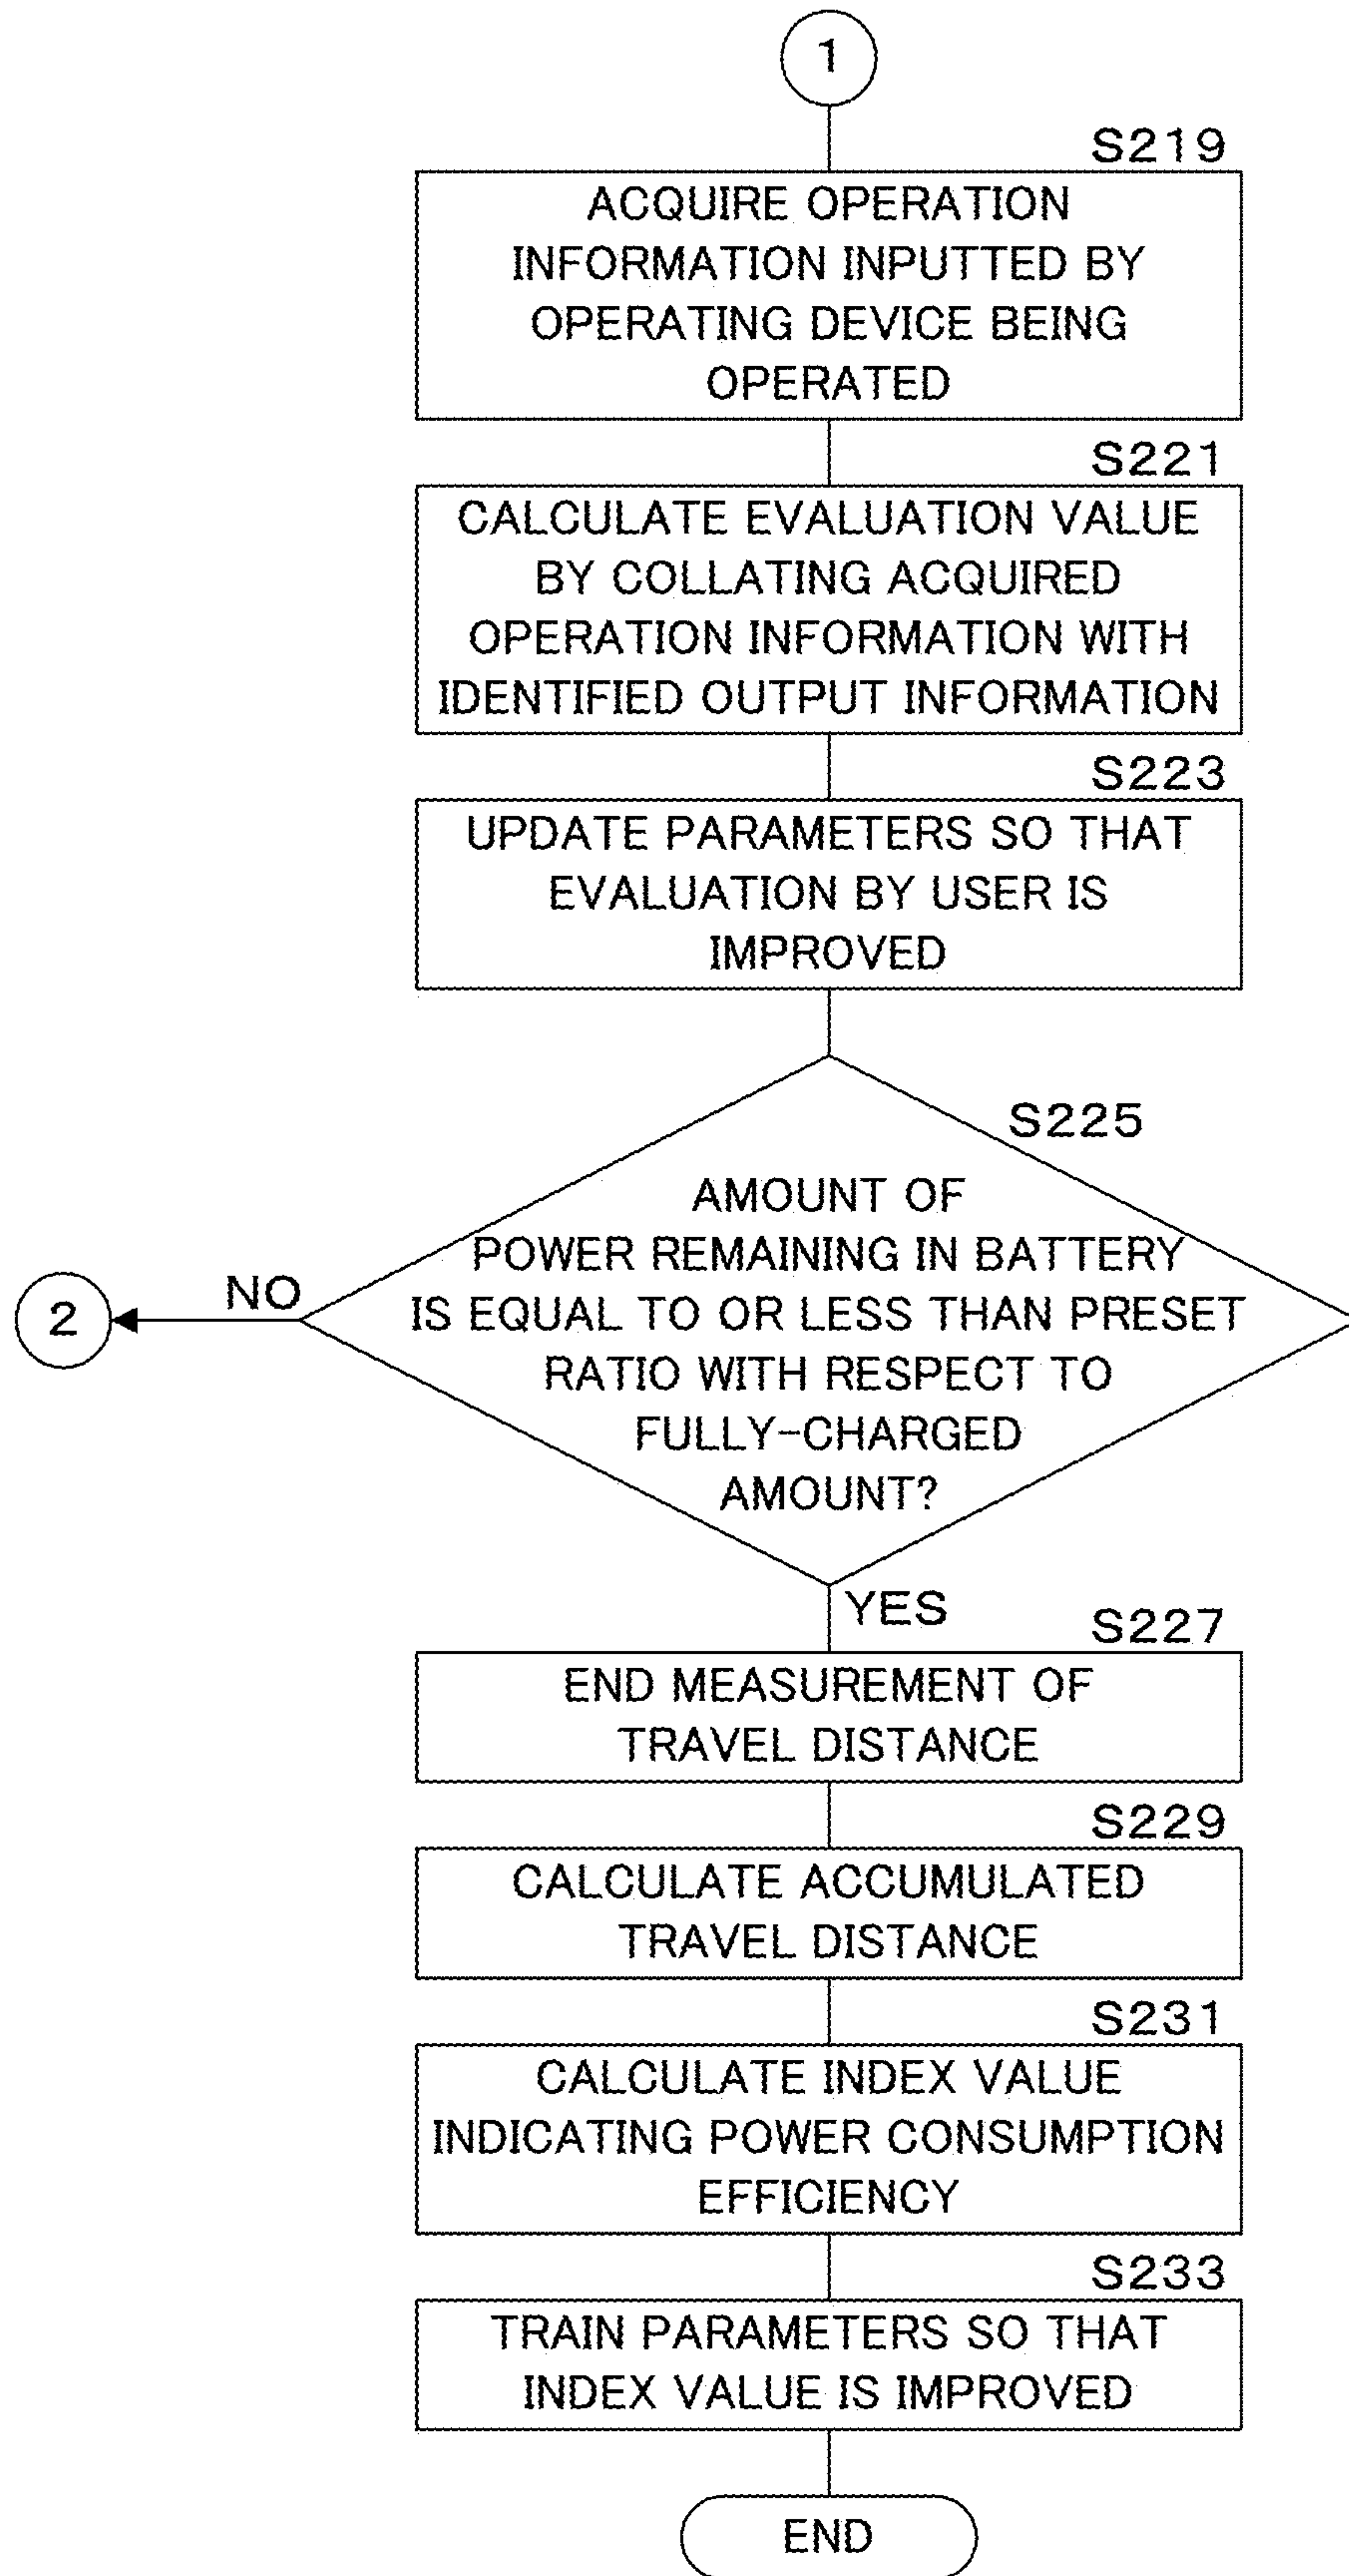 1
S219
ACQUIRE OPERATION
INFORMATION INPUTTED BY
OPERATING DEVICE BEING
OPERATED
S221
CALCULATE EVALUATION VALUE
BY COLLATING ACQUIRED
OPERATION INFORMATION WITH
IDENTIFIED OUTPUT INFORMATION
S223
UPDATE PARAMETERS SO THAT
EVALUATION BY USER IS
IMPROVED
S225
AMOUNT OF
POWER REMAINING IN BATTERY
IS EQUAL TO OR LESS THAN PRESET
RATIO WITH RESPECT TO
FULLY-CHARGED
AMOUNT?
NO
2
YES
S227
END MEASUREMENT OF
TRAVEL DISTANCE
S229
CALCULATE ACCUMULATED
TRAVEL DISTANCE
S231
CALCULATE INDEX VALUE
INDICATING POWER CONSUMPTION
EFFICIENCY
S233
TRAIN PARAMETERS SO THAT
INDEX VALUE IS IMPROVED
END